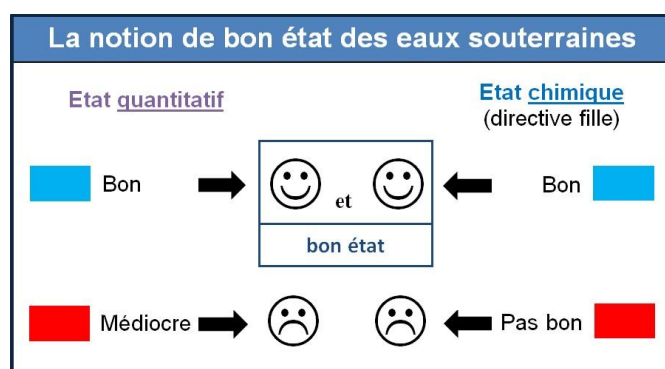 La notion de bon état des eaux souterraines
Etat quantitatif
Etat chimique
(directive fille)
Bon
et
Bon
bon état
Médiocre
Pas bon